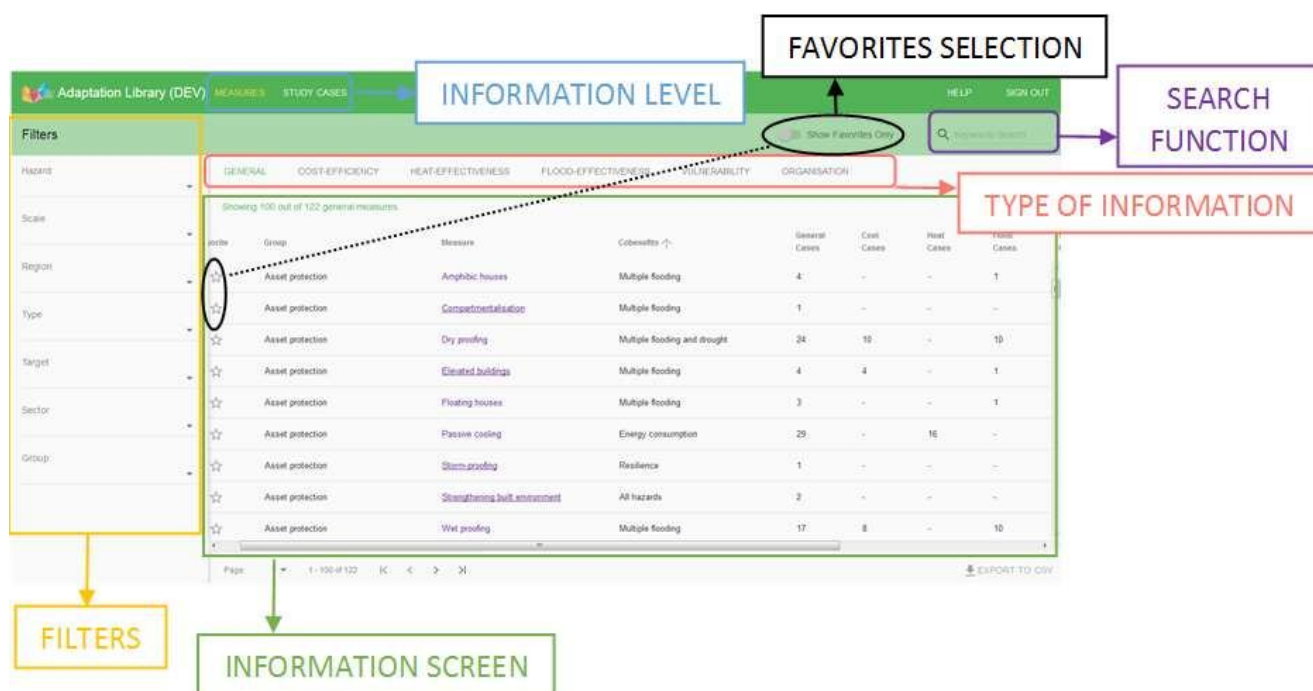 FAVORITES SELECTION
Adaptation Library (DEV) MEASURES STUDY CASES
INFORMATION LEVEL
HELP SIGN OUT
SEARCH
FUNCTION
Filters
Show Favorites Only
Keyword Search
Hazard
GENERAL COST-EFFICIENCY HEAT-EFFECTIVENESS FLOOD-EFFECTIVENESS VULNERABILITY ORGANISATION
TYPE OF INFORMATION
Showing 100 out of 122 general measures
Scale
Group Measure Cobenefits General Cases Cost Cases Heat Cases Cases
Region
Asset protection Amphibic houses Multiple flooding 4 - - 1
Type
Asset protection Compartmentalisation Multiple flooding 1 - - -
Asset protection Dry proofing Multiple flooding and drought 24 10 - 10
Target
Asset protection Elevated buildings Multiple flooding 4 4 - 1
Sector
Asset protection Floating houses Multiple flooding 3 - - 1
Asset protection Passive cooling Energy consumption 29 - 16 -
Group
Asset protection Storm-proofing Resilience 1 - - -
Asset protection Strengthening built environment All hazards 2 - - -
Asset protection Wet proofing Multiple flooding 17 8 - 10
Page 1 - 100 of 122
EXPORT TO CSV
FILTERS
INFORMATION SCREEN